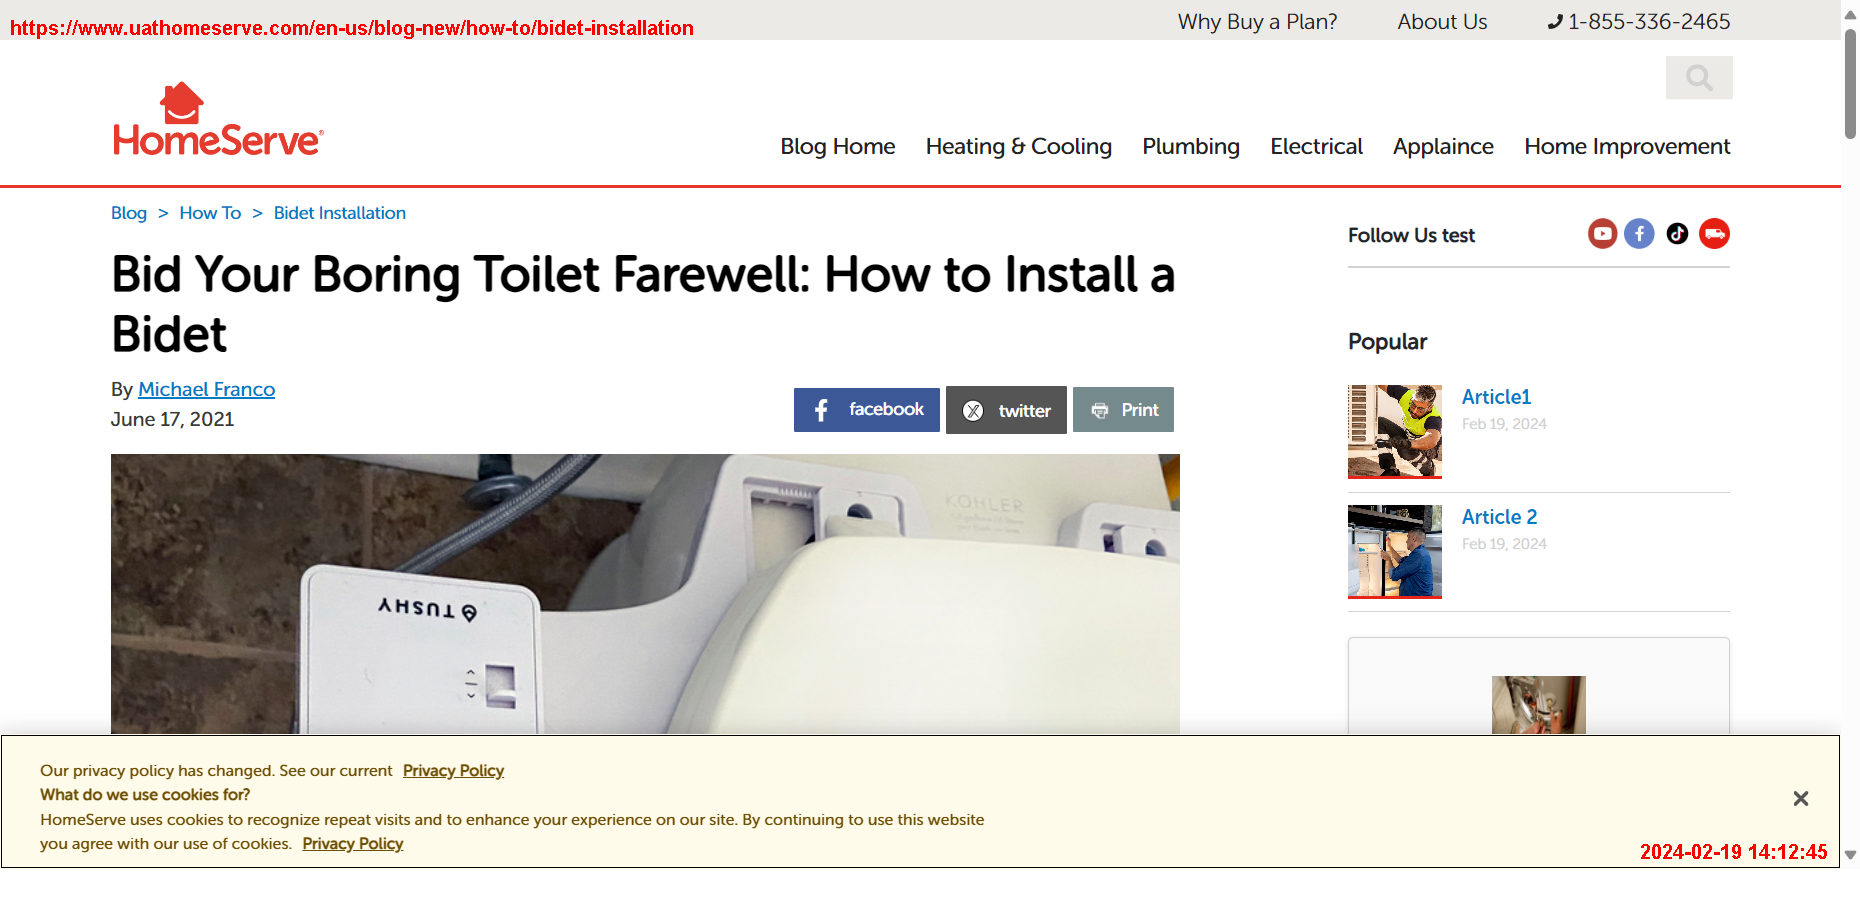 https://www.uathomeserve.com/en-us/blog-new/how-to/bidet-installation
Why Buy a Plan? About Us 1-855-336-2465
HomeServe®
Blog Home Heating & Cooling Plumbing Electrical Applaince Home Improvement
Blog > How To > Bidet Installation
Bid Your Boring Toilet Farewell: How to Install a
Bidet
By Michael Franco
June 17, 2021
facebook twitter Print
KOHLER
TUSHY
Follow Us test
Popular
Article1
Feb 19, 2024
Article 2
Feb 19, 2024
Our privacy policy has changed. See our current Privacy Policy
What do we use cookies for?
HomeServe uses cookies to recognize repeat visits and to enhance your experience on our site. By continuing to use this website
you agree with our use of cookies. Privacy Policy
2024-02-19 14:12:45